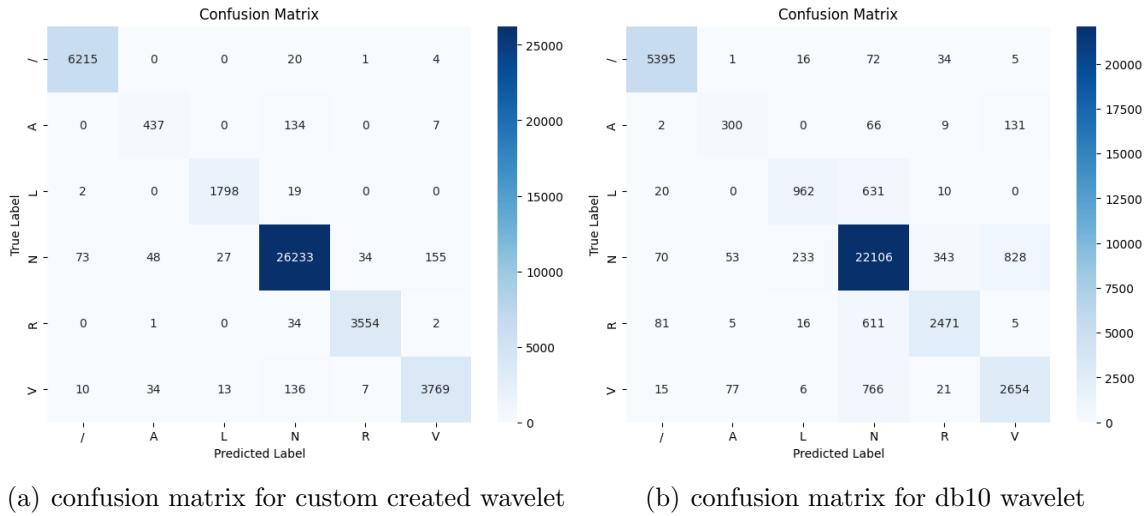 Confusion Matrix
/ 6215 0 0 20 1 4
A 0 437 0 134 0 7
L 2 0 1798 19 0 0
N 73 48 27 26233 34 155
R 0 1 0 34 3554 2
V 10 34 13 136 7 3769
/ A L N R V
Predicted Label
True Label
25000
20000
15000
10000
5000
0
(a) confusion matrix for custom created wavelet
Confusion Matrix
/ 5395 1 16 72 34 5
A 2 300 0 66 9 131
L 20 0 962 631 10 0
N 70 53 233 22106 343 828
R 81 5 16 611 2471 5
V 15 77 6 766 21 2654
/ A L N R V
Predicted Label
True Label
20000
17500
15000
12500
10000
7500
5000
2500
0
(b) confusion matrix for db10 wavelet